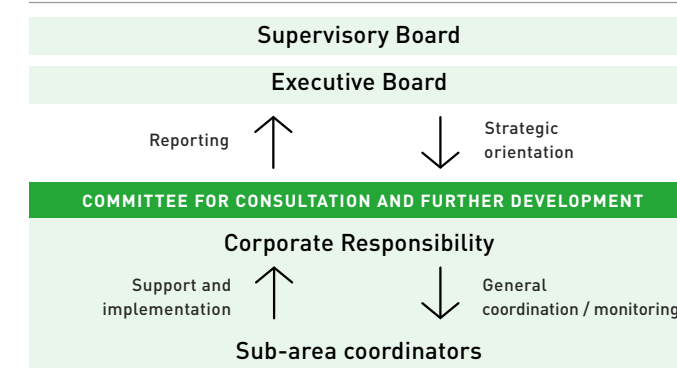 Supervisory Board
Executive Board
Reporting
Strategic
orientation
COMMITTEE FOR CONSULTATION AND FURTHER DEVELOPMENT
Corporate Responsibility
Support and
implementation
General
coordination / monitoring
Sub-area coordinators